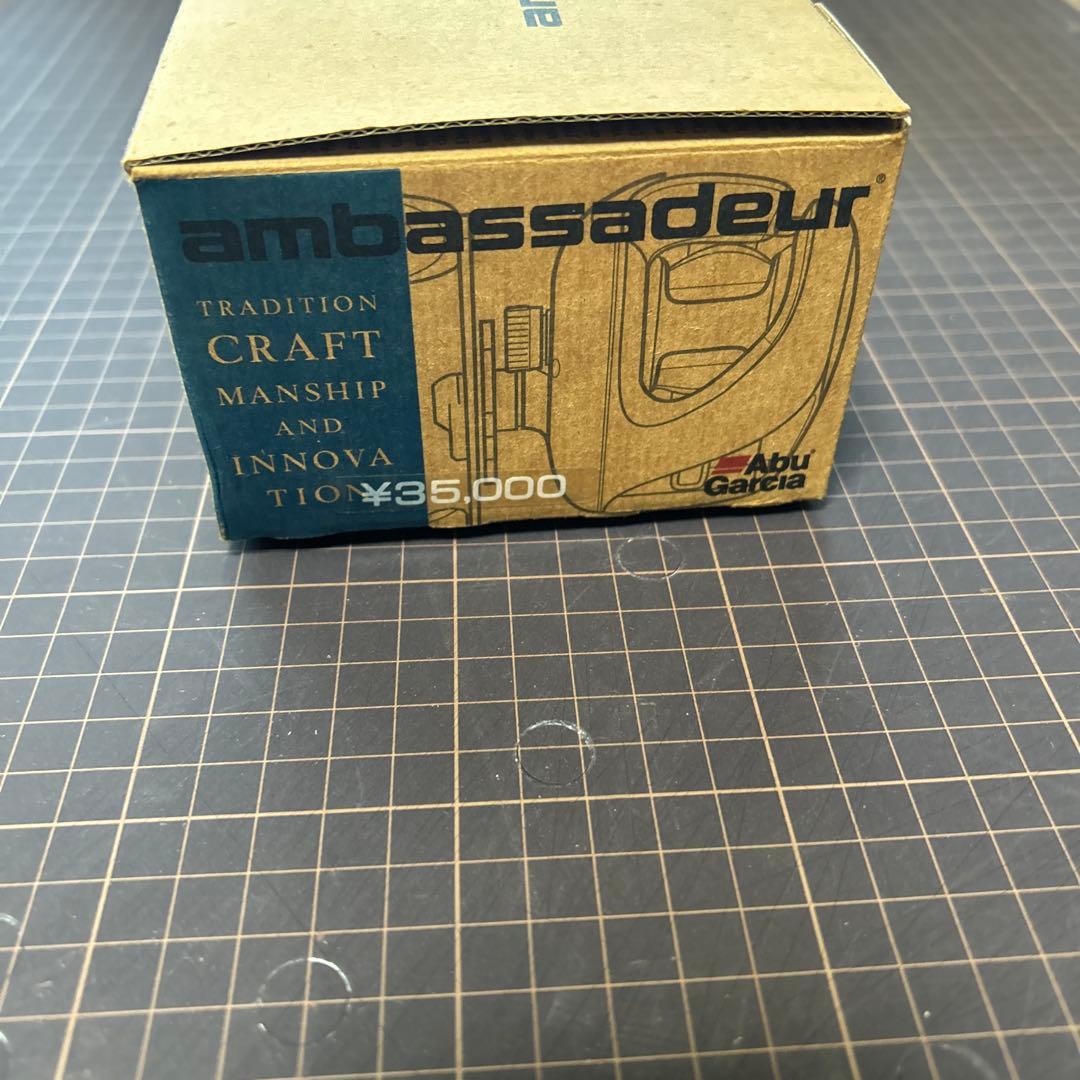 am
ambassadeur®
TRADITION
CRAFT
MANSHIP
AND
INNOVA
TION
¥35,000
Abu
Garcia